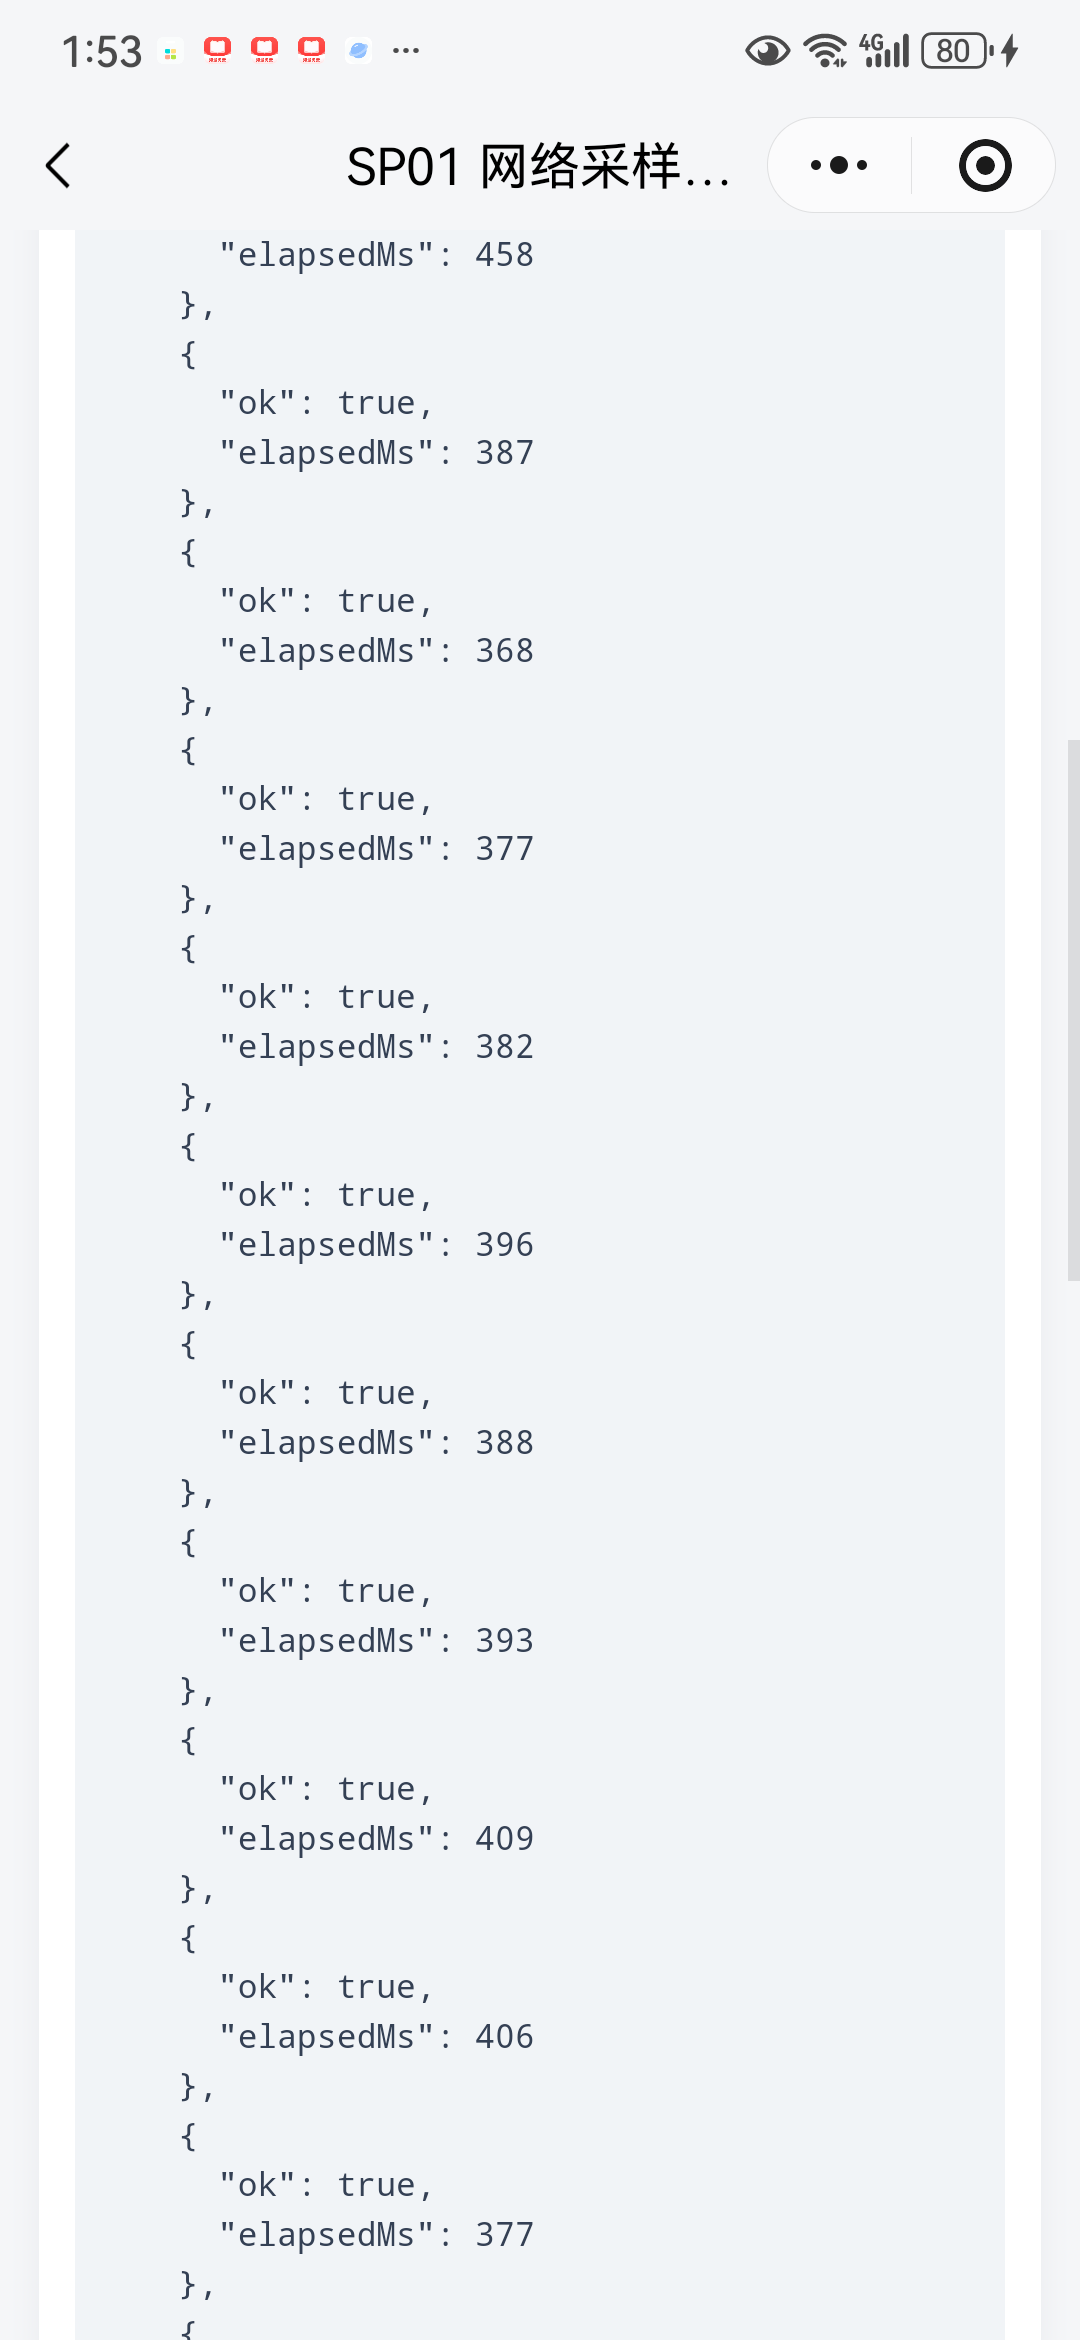 1:53
4G
80
SP01 网络采样...
"elapsedMs": 458
},
{
"ok": true,
"elapsedMs": 387
},
{
"ok": true,
"elapsedMs": 368
},
{
"ok": true,
"elapsedMs": 377
},
{
"ok": true,
"elapsedMs": 382
},
{
"ok": true,
"elapsedMs": 396
},
{
"ok": true,
"elapsedMs": 388
},
{
"ok": true,
"elapsedMs": 393
},
{
"ok": true,
"elapsedMs": 409
},
{
"ok": true,
"elapsedMs": 406
},
{
"ok": true,
"elapsedMs": 377
},
{